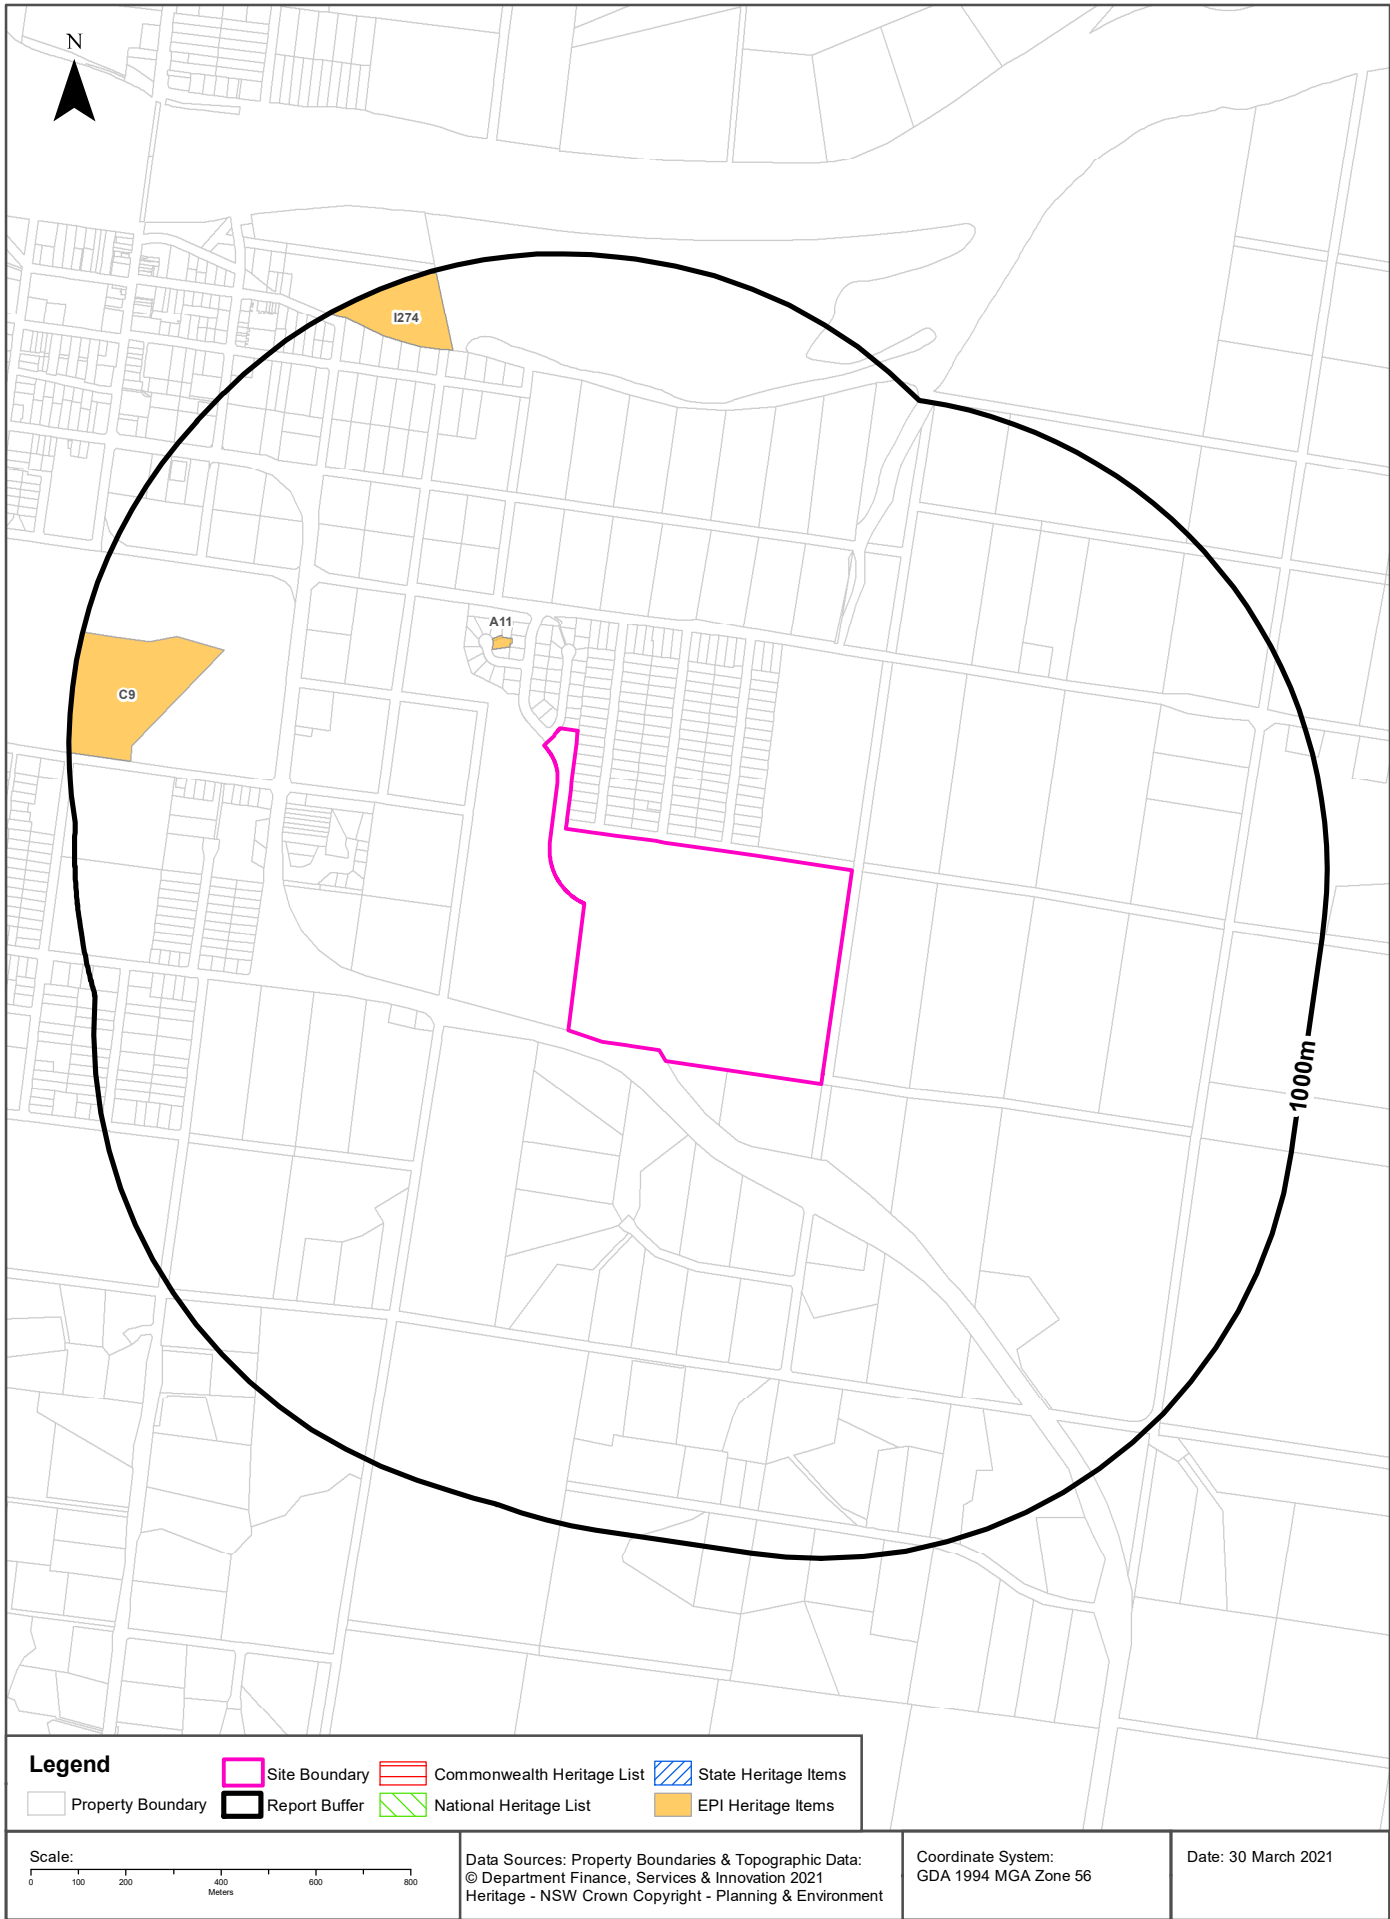 N
I274
A11
C9
1000m
Legend
Site Boundary
Commonwealth Heritage List
State Heritage Items
Property Boundary
Report Buffer
National Heritage List
EPI Heritage Items
Scale:
0 100 200 400 600 800
Meters
Data Sources: Property Boundaries & Topographic Data:
© Department Finance, Services & Innovation 2021
Heritage - NSW Crown Copyright - Planning & Environment
Coordinate System:
GDA 1994 MGA Zone 56
Date: 30 March 2021